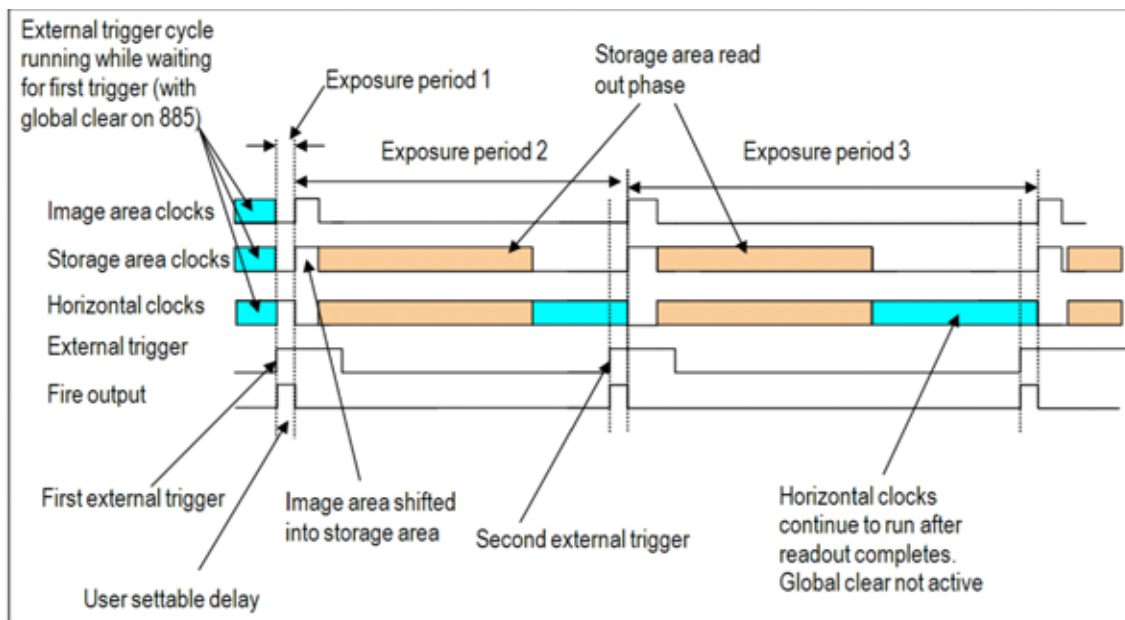 External trigger cycle
running while waiting
for first trigger (with
global clear on 885)
Exposure period 1
Storage area read
out phase
Exposure period 2
Exposure period 3
Image area clocks
Storage area clocks
Horizontal clocks
External trigger
Fire output
First external trigger
Image area shifted
into storage area
Second external trigger
Horizontal clocks
continue to run after
readout completes.
Global clear not active
User settable delay